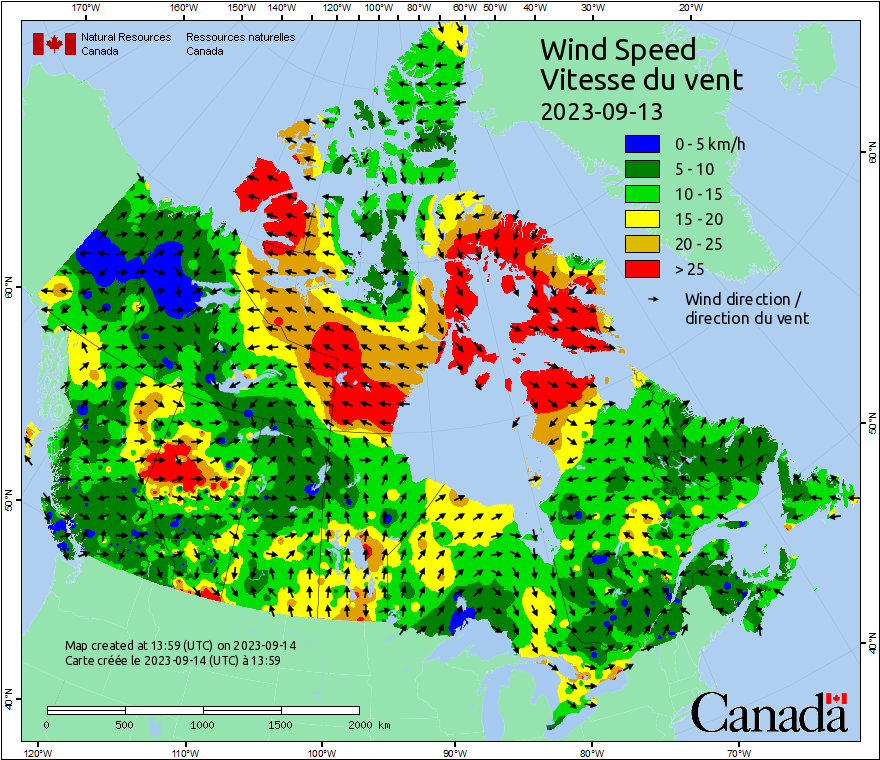 170°W 160°W 150°W 140°W 120°W 100°W 80°W 60°W 50°W 40°W 30°W 20°W
Natural Resources Ressources naturelles
Canada Canada
Wind Speed
Vitesse du vent
2023-09-13
0 - 5 km/h
5 - 10
10 - 15
15 - 20
20 - 25
> 25
Wind direction /
direction du vent
60°N
60°N
50°N
50°N
40°N
40°N
Map created at 13:59 (UTC) on 2023-09-14
Carte créée le 2023-09-14 (UTC) à 13:59
0 500 1000 1500 2000 km
Canada
120°W 110°W 100°W 90°W 80°W 70°W